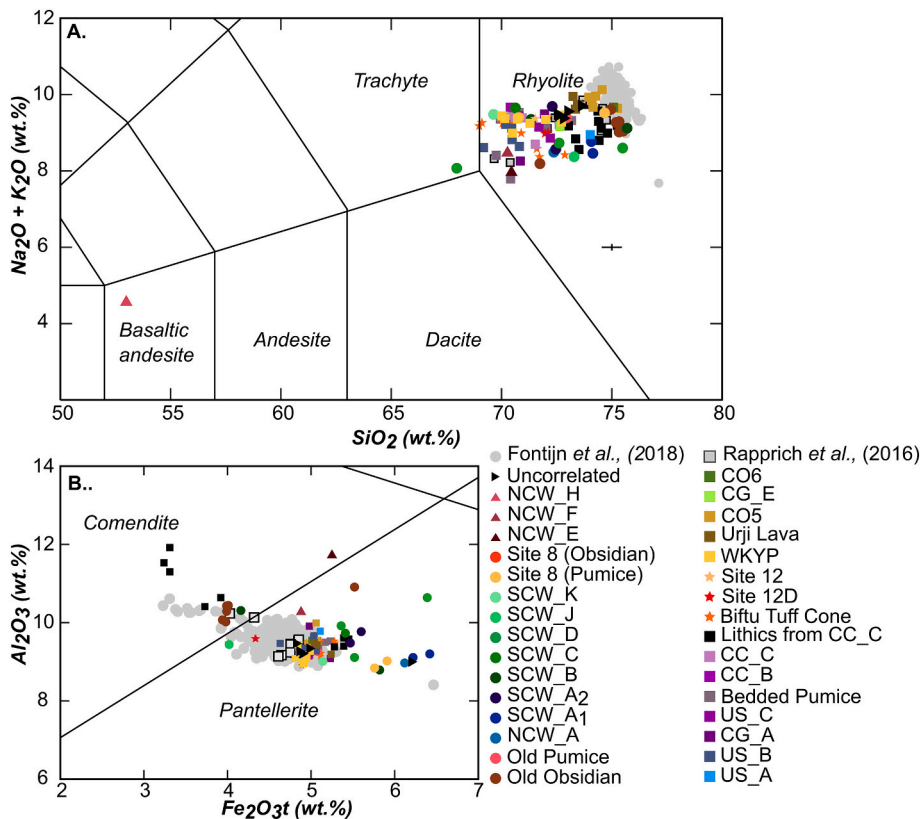 12
A.
10
8
6
4
Na2O + K2O (wt.%)
Trachyte
Rhyolite
Basaltic
andesite
Andesite
Dacite
50 55 60 65 70 75 80
SiO2 (wt.%)
14
B..
12
10
8
6
Al2O3 (wt.%)
Comendite
Pantellerite
2 3 4 5 6 7
Fe2O3t (wt.%)
Fontijn et al., (2018)
Uncorrelated
NCW_H
NCW_F
NCW_E
Site 8 (Obsidian)
Site 8 (Pumice)
SCW_K
SCW_J
SCW_D
SCW_C
SCW_B
SCW_A2
SCW_A1
NCW_A
Old Pumice
Old Obsidian
Rapprich et al., (2016)
CO6
CG_E
CO5
Urji Lava
WKYP
Site 12
Site 12D
Biftu Tuff Cone
Lithics from CC_C
CC_C
CC_B
Bedded Pumice
US_C
CG_A
US_B
US_A